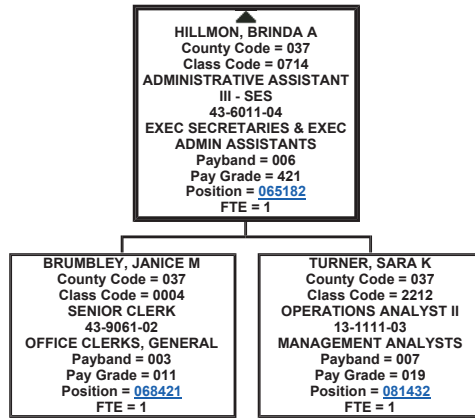 HILLMON, BRINDA A
County Code = 037
Class Code = 0714
ADMINISTRATIVE ASSISTANT
III - SES
43-6011-04
EXEC SECRETARIES & EXEC
ADMIN ASSISTANTS
Payband = 006
Pay Grade = 421
Position = 065182
FTE = 1
BRUMBLEY, JANICE M
County Code = 037
Class Code = 0004
SENIOR CLERK
43-9061-02
OFFICE CLERKS, GENERAL
Payband = 003
Pay Grade = 011
Position = 068421
FTE = 1
TURNER, SARA K
County Code = 037
Class Code = 2212
OPERATIONS ANALYST II
13-1111-03
MANAGEMENT ANALYSTS
Payband = 007
Pay Grade = 019
Position = 081432
FTE = 1